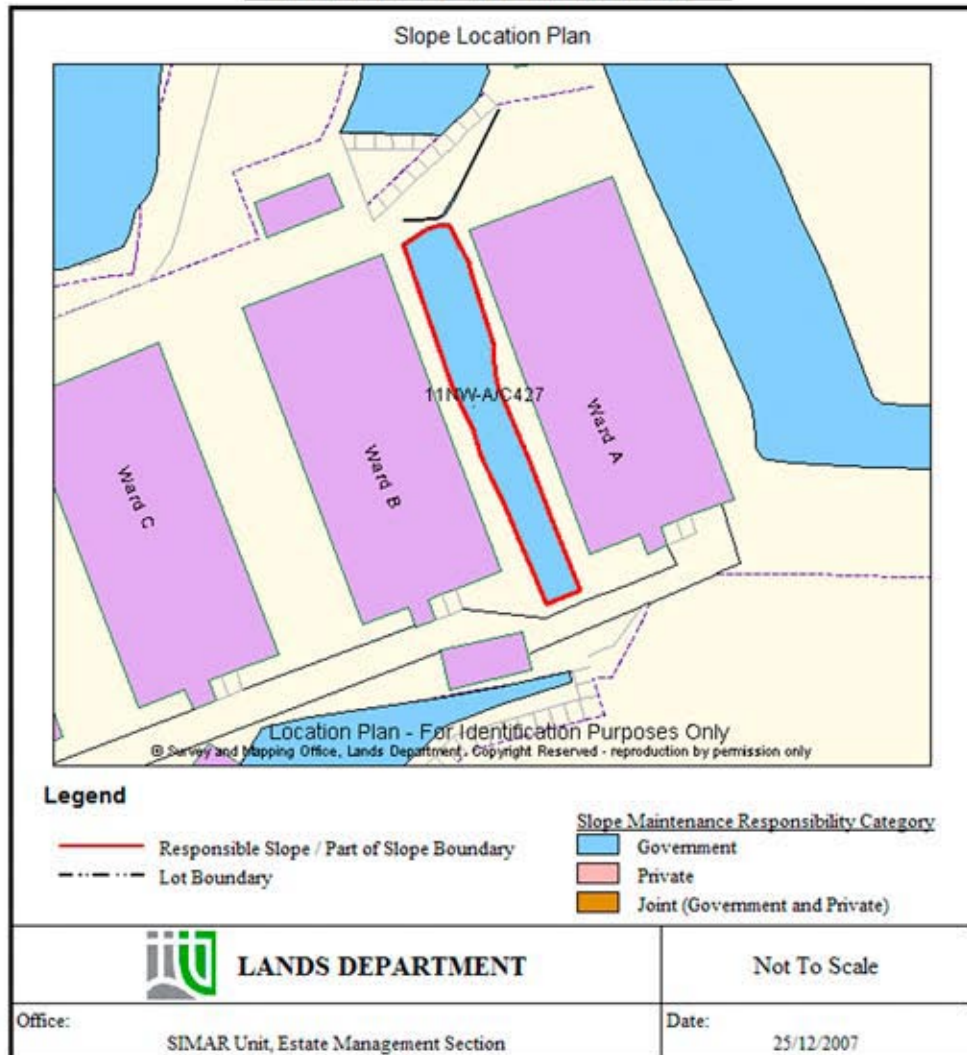 Slope Location Plan
11NW-A/C427
Ward A
Ward B
Ward C
Location Plan - For Identification Purposes Only
© Survey and Mapping Office, Lands Department, Copyright Reserved - reproduction by permission only
Legend
Responsible Slope / Part of Slope Boundary
Lot Boundary
Slope Maintenance Responsibility Category
Government
Private
Joint (Government and Private)
LANDS DEPARTMENT
Not To Scale
Office:
SIMAR Unit, Estate Management Section
Date:
25/12/2007